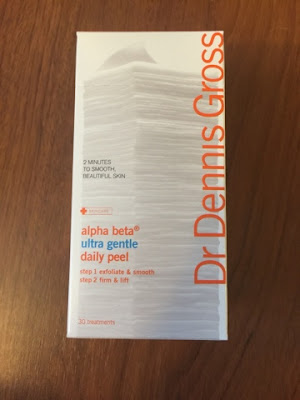 Dr Dennis Gross
2 MINUTES
TO SMOOTH,
BEAUTIFUL SKIN
alpha beta®
ultra gentle
daily peel
step 1 exfoliate & smooth
step 2 firm & lift
30 treatments